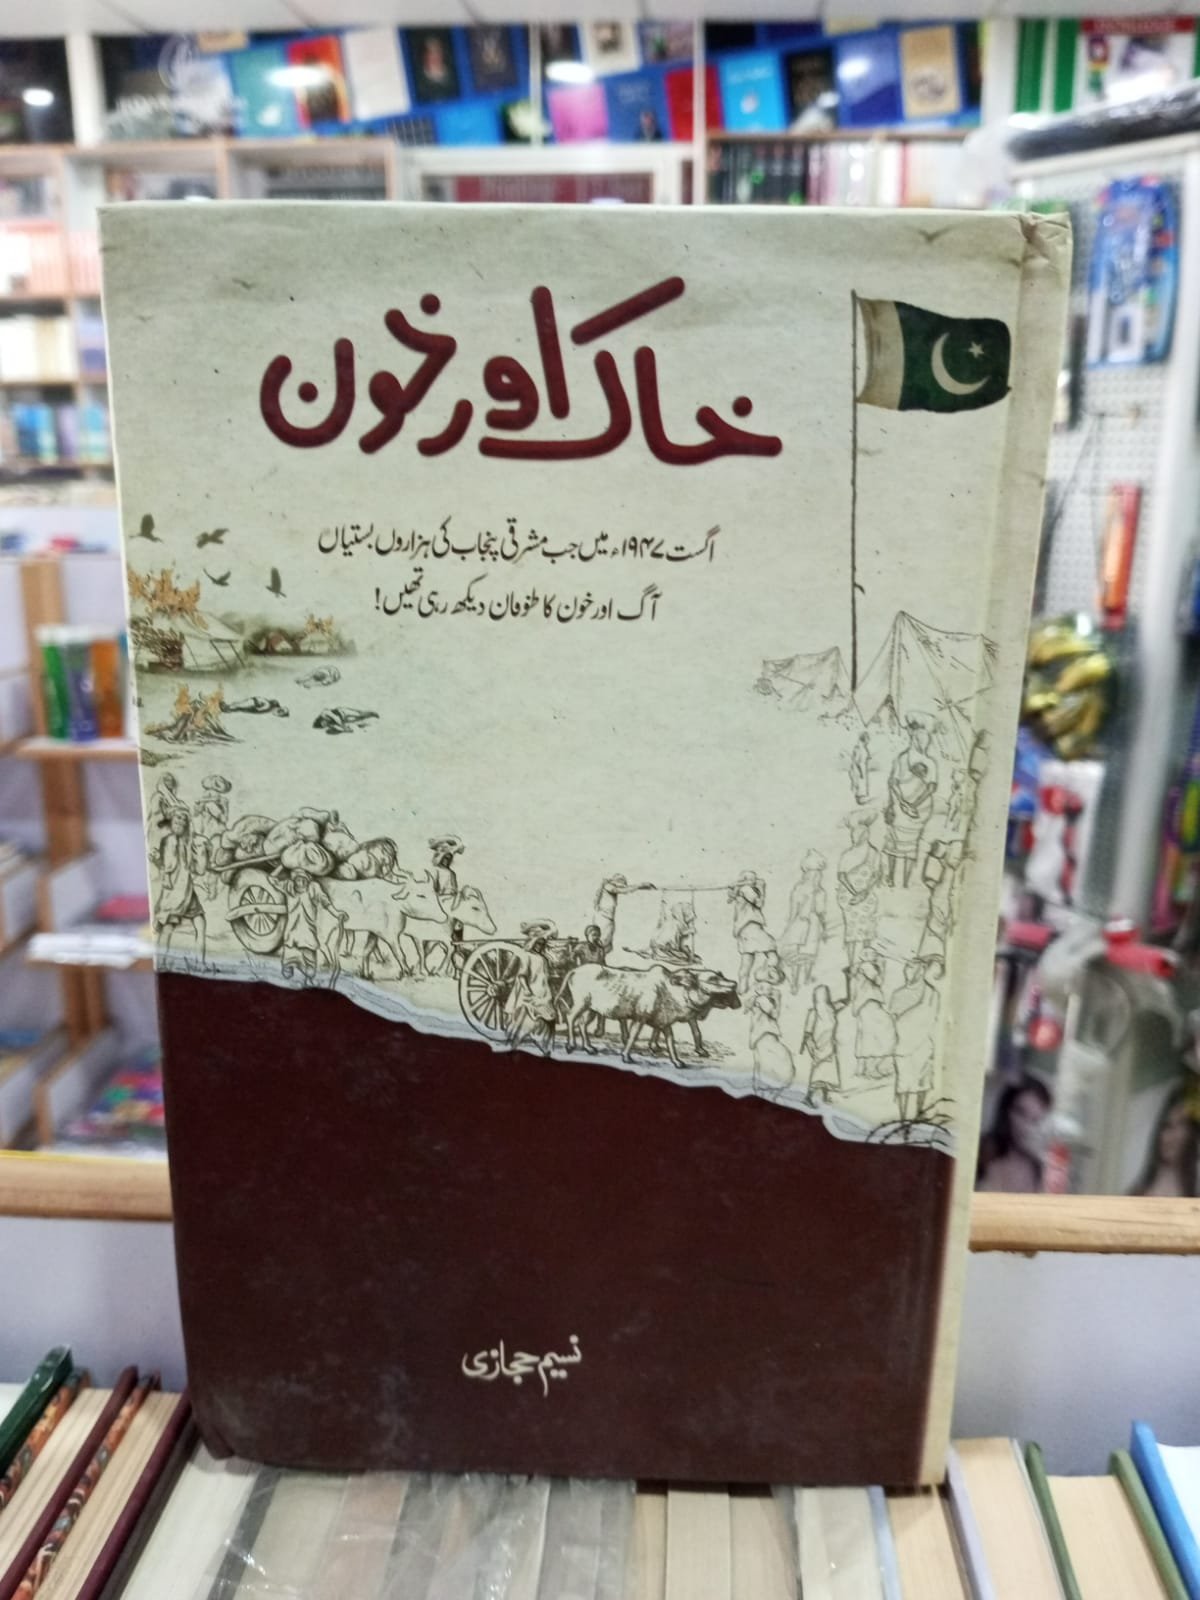 خاک اور خون
اگست ۱۹۴۷ء میں جب مشرقی پنجاب کی ہزاروں بستیاں
آگ اور خون کا طوفان دیکھ رہی تھیں!
نسیم حجازی